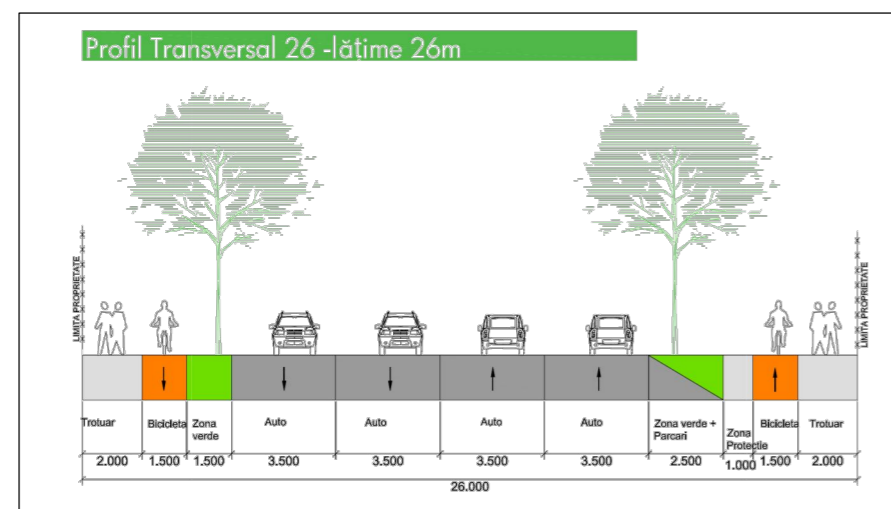 Profil Transversal 26 -lățime 26m
LIMITA PROPRIETATE
LIMITA PROPRIETATE
Trotuar
Bicicleta
Zona
verde
Auto
Auto
Auto
Auto
Zona verde +
Parcari
Zona
Protectie
Bicicleta
Trotuar
2.000 1.500 1.500 3.500 3.500 3.500 3.500 2.500 1.000 1.500 2.000
26.000